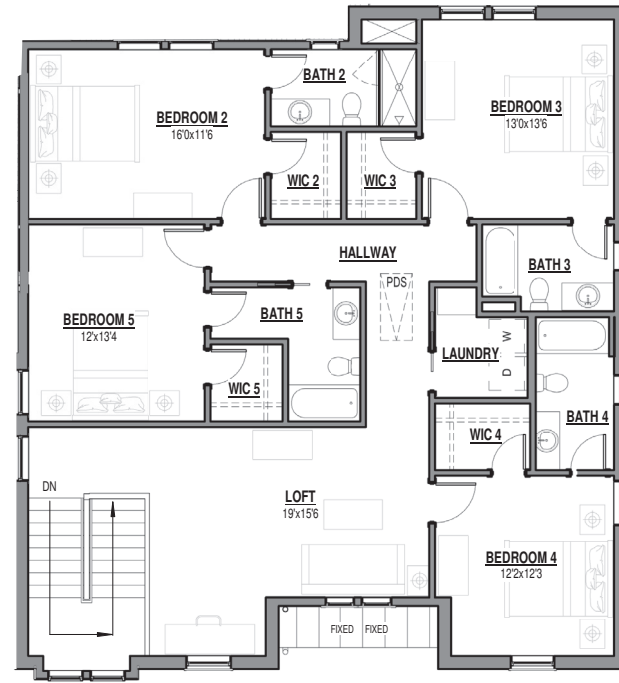 BATH 2
BEDROOM 2
16'0x11'6
BEDROOM 3
13'0x13'6
WIC 2
WIC 3
HALLWAY
PDS
BATH 3
BEDROOM 5
12'x13'4
BATH 5
LAUNDRY
W
D
WIC 5
BATH 4
WIC 4
DN
LOFT
19'x15'6
BEDROOM 4
12'2x12'3
FIXED
FIXED